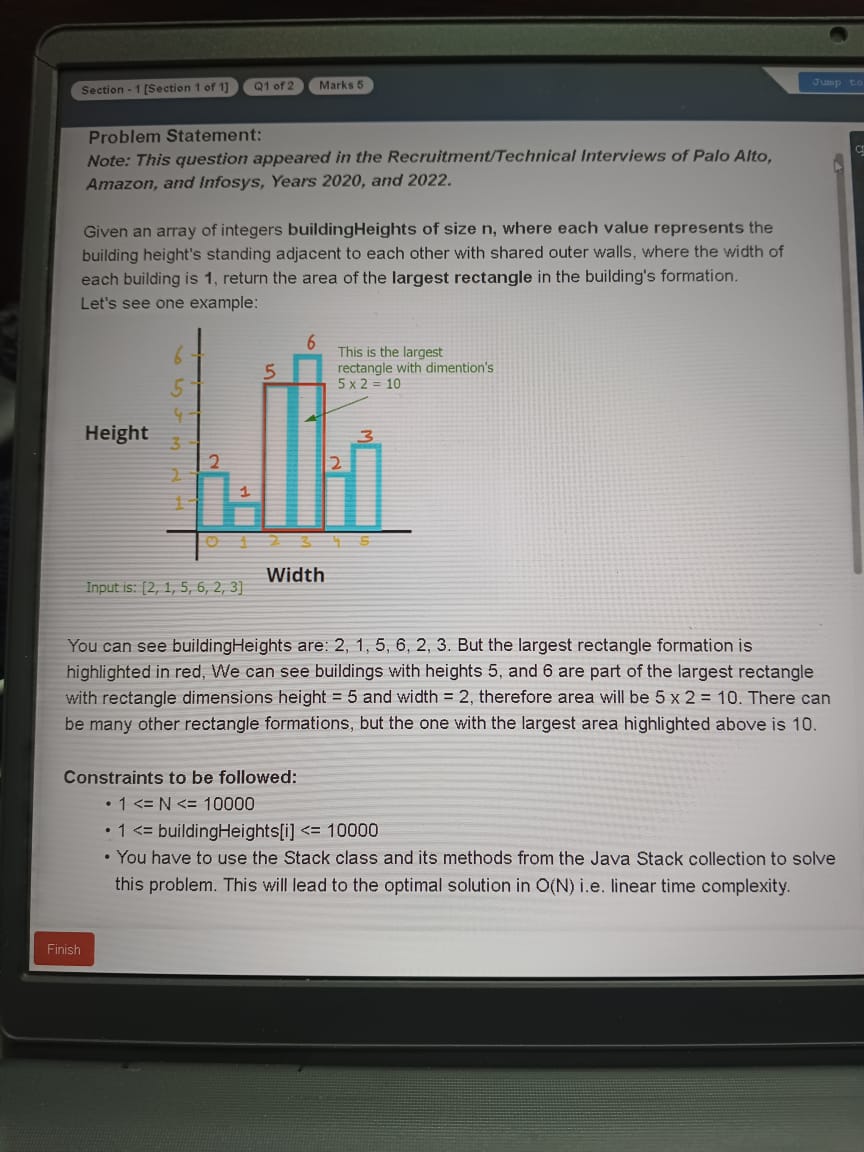 Section - 1 [Section 1 of 1] Q1 of 2 Marks 5
Jump to
Problem Statement:
Note: This question appeared in the Recruitment/Technical Interviews of Palo Alto,
Amazon, and Infosys, Years 2020, and 2022.
Given an array of integers buildingHeights of size n, where each value represents the
building height's standing adjacent to each other with shared outer walls, where the width of
each building is 1, return the area of the largest rectangle in the building's formation.
Let's see one example:
6
5
4
3
2
1
Height
2
1
5
6
2
3
This is the largest
rectangle with dimention's
5 x 2 = 10
0 1 2 3 4 5
Width
Input is: [2, 1, 5, 6, 2, 3]
You can see buildingHeights are: 2, 1, 5, 6, 2, 3. But the largest rectangle formation is
highlighted in red, We can see buildings with heights 5, and 6 are part of the largest rectangle
with rectangle dimensions height = 5 and width = 2, therefore area will be 5 x 2 = 10. There can
be many other rectangle formations, but the one with the largest area highlighted above is 10.
Constraints to be followed:
• 1 <= N <= 10000
• 1 <= buildingHeights[i] <= 10000
• You have to use the Stack class and its methods from the Java Stack collection to solve
this problem. This will lead to the optimal solution in O(N) i.e. linear time complexity.
Finish